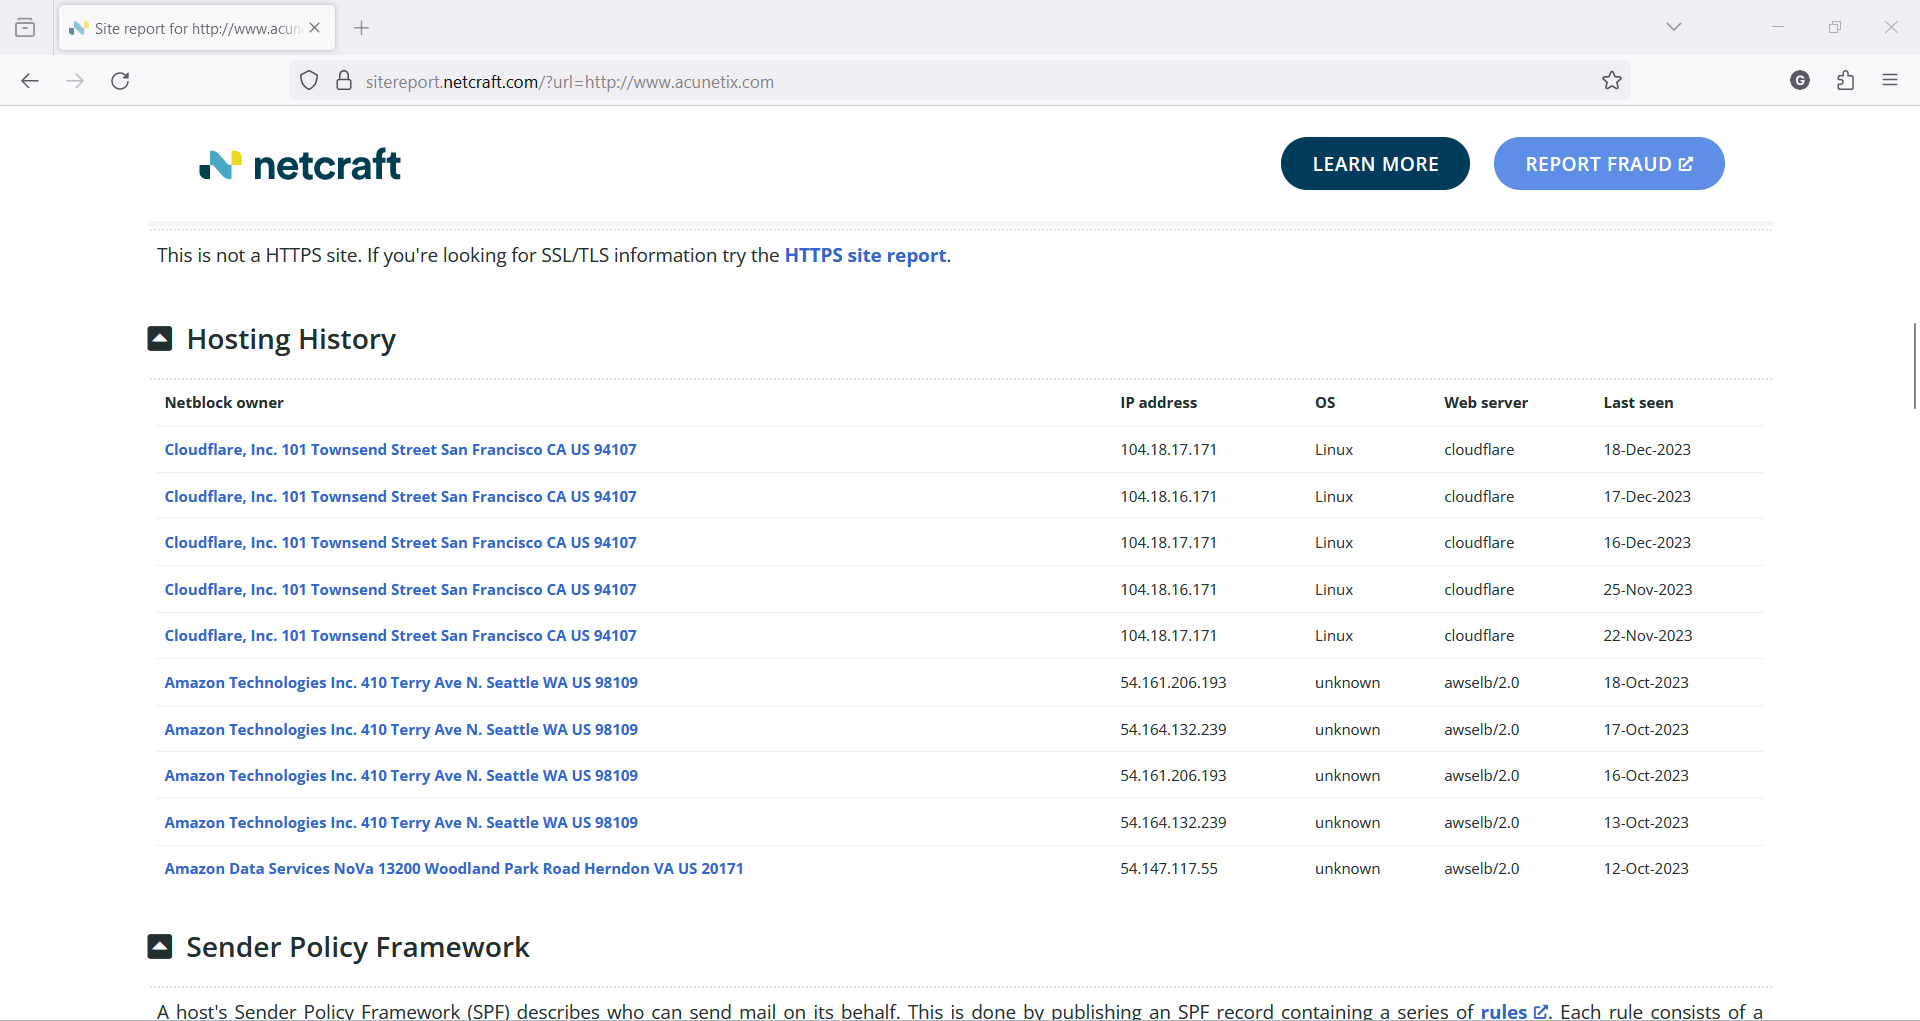 Site report for http://www.acun
sitereport.netcraft.com/?url=http://www.acunetix.com
G
netcraft
LEARN MORE
REPORT FRAUD
This is not a HTTPS site. If you're looking for SSL/TLS information try the HTTPS site report.
Hosting History
Netblock owner IP address OS Web server Last seen
Cloudflare, Inc. 101 Townsend Street San Francisco CA US 94107 104.18.17.171 Linux cloudflare 18-Dec-2023
Cloudflare, Inc. 101 Townsend Street San Francisco CA US 94107 104.18.16.171 Linux cloudflare 17-Dec-2023
Cloudflare, Inc. 101 Townsend Street San Francisco CA US 94107 104.18.17.171 Linux cloudflare 16-Dec-2023
Cloudflare, Inc. 101 Townsend Street San Francisco CA US 94107 104.18.16.171 Linux cloudflare 25-Nov-2023
Cloudflare, Inc. 101 Townsend Street San Francisco CA US 94107 104.18.17.171 Linux cloudflare 22-Nov-2023
Amazon Technologies Inc. 410 Terry Ave N. Seattle WA US 98109 54.161.206.193 unknown awselb/2.0 18-Oct-2023
Amazon Technologies Inc. 410 Terry Ave N. Seattle WA US 98109 54.164.132.239 unknown awselb/2.0 17-Oct-2023
Amazon Technologies Inc. 410 Terry Ave N. Seattle WA US 98109 54.161.206.193 unknown awselb/2.0 16-Oct-2023
Amazon Technologies Inc. 410 Terry Ave N. Seattle WA US 98109 54.164.132.239 unknown awselb/2.0 13-Oct-2023
Amazon Data Services NoVa 13200 Woodland Park Road Herndon VA US 20171 54.147.117.55 unknown awselb/2.0 12-Oct-2023
Sender Policy Framework
A host's Sender Policy Framework (SPF) describes who can send mail on its behalf. This is done by publishing an SPF record containing a series of rules. Each rule consists of a